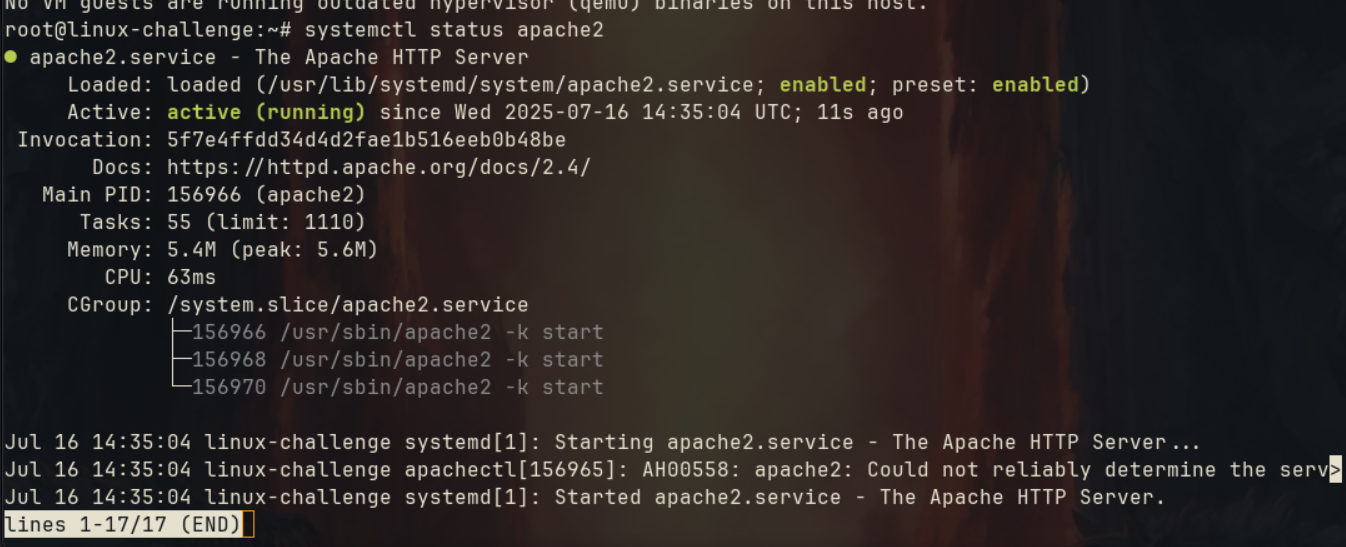 No VM guests are running outdated hypervisor (qemu) binaries on this host.
root@linux-challenge:~# systemctl status apache2
● apache2.service - The Apache HTTP Server
     Loaded: loaded (/usr/lib/systemd/system/apache2.service; enabled; preset: enabled)
     Active: active (running) since Wed 2025-07-16 14:35:04 UTC; 11s ago
 Invocation: 5f7e4ffdd34d4d2fae1b516eeb0b48be
       Docs: https://httpd.apache.org/docs/2.4/
   Main PID: 156966 (apache2)
      Tasks: 55 (limit: 1110)
     Memory: 5.4M (peak: 5.6M)
        CPU: 63ms
     CGroup: /system.slice/apache2.service
             ├─156966 /usr/sbin/apache2 -k start
             ├─156968 /usr/sbin/apache2 -k start
             └─156970 /usr/sbin/apache2 -k start
Jul 16 14:35:04 linux-challenge systemd[1]: Starting apache2.service - The Apache HTTP Server...
Jul 16 14:35:04 linux-challenge apachectl[156965]: AH00558: apache2: Could not reliably determine the serv>
Jul 16 14:35:04 linux-challenge systemd[1]: Started apache2.service - The Apache HTTP Server.
lines 1-17/17 (END)